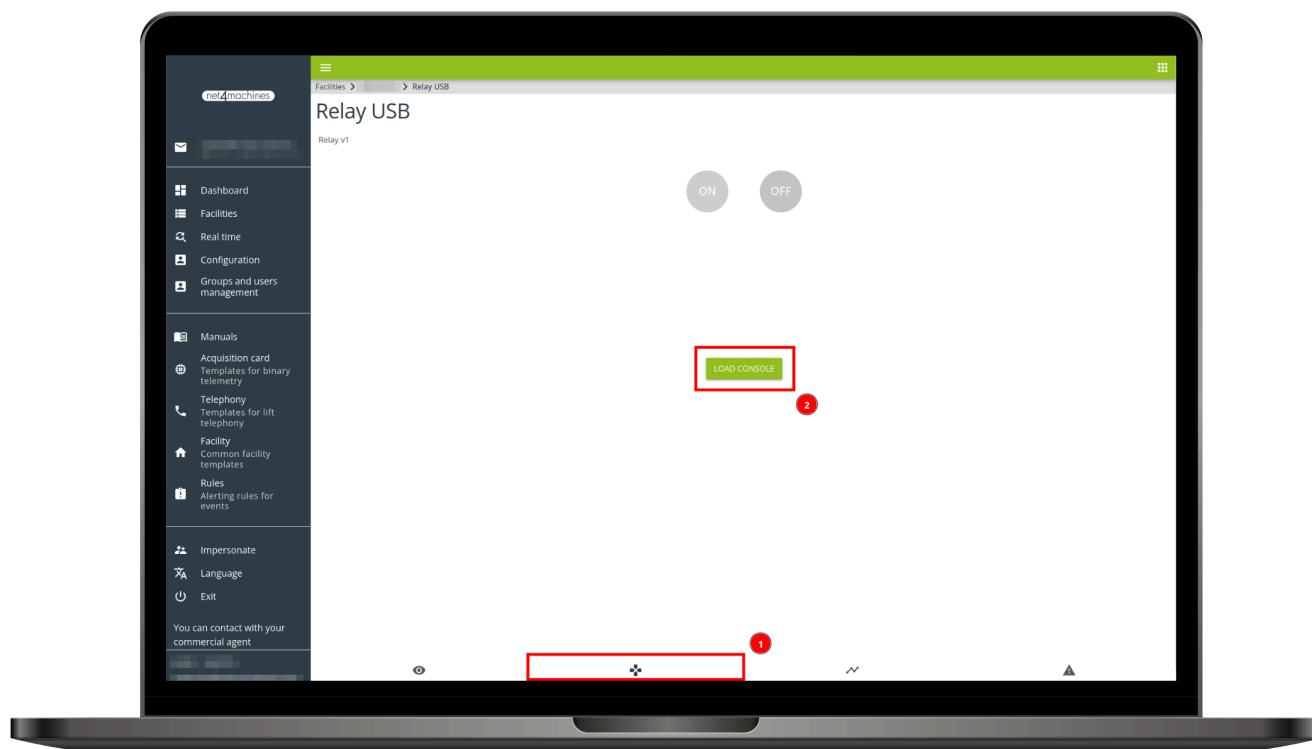 net4machines
Facilities
Relay USB
Relay USB
Relay v1
Dashboard
Facilities
Real time
Configuration
Groups and users
management
Manuals
Acquisition card
Templates for binary
telemetry
Telephony
Templates for lift
telephony
Facility
Common facility
templates
Rules
Alerting rules for
events
Impersonate
Language
Exit
You can contact with your
commercial agent
ON
OFF
LOAD CONSOLE
2
1